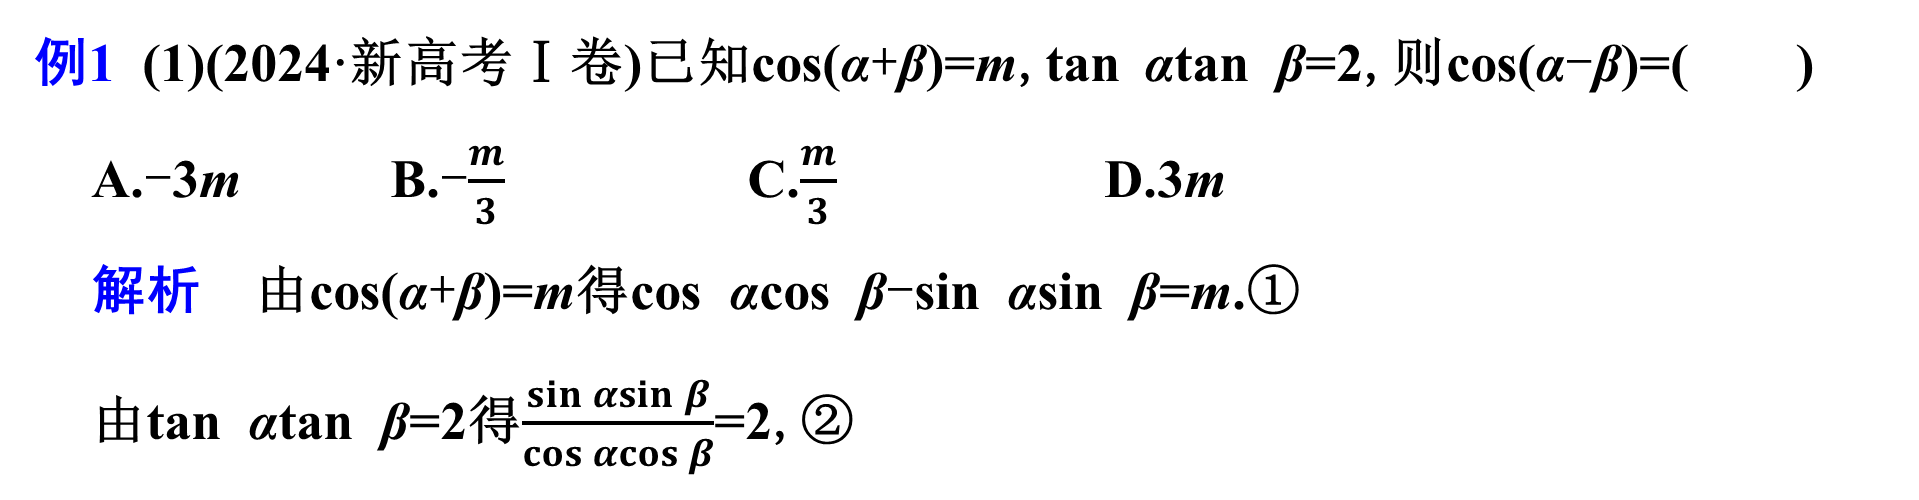 例1 (1)(2024·新高考Ⅰ卷)已知cos(α+β)=m, tan αtan β=2, 则cos(α−β)=( )
A.−3m B.−m/3 C.m/3 D.3m
解析 由cos(α+β)=m得cos αcos β−sin αsin β=m.①
由tan αtan β=2得sin αsin β/cos αcos β=2, ②